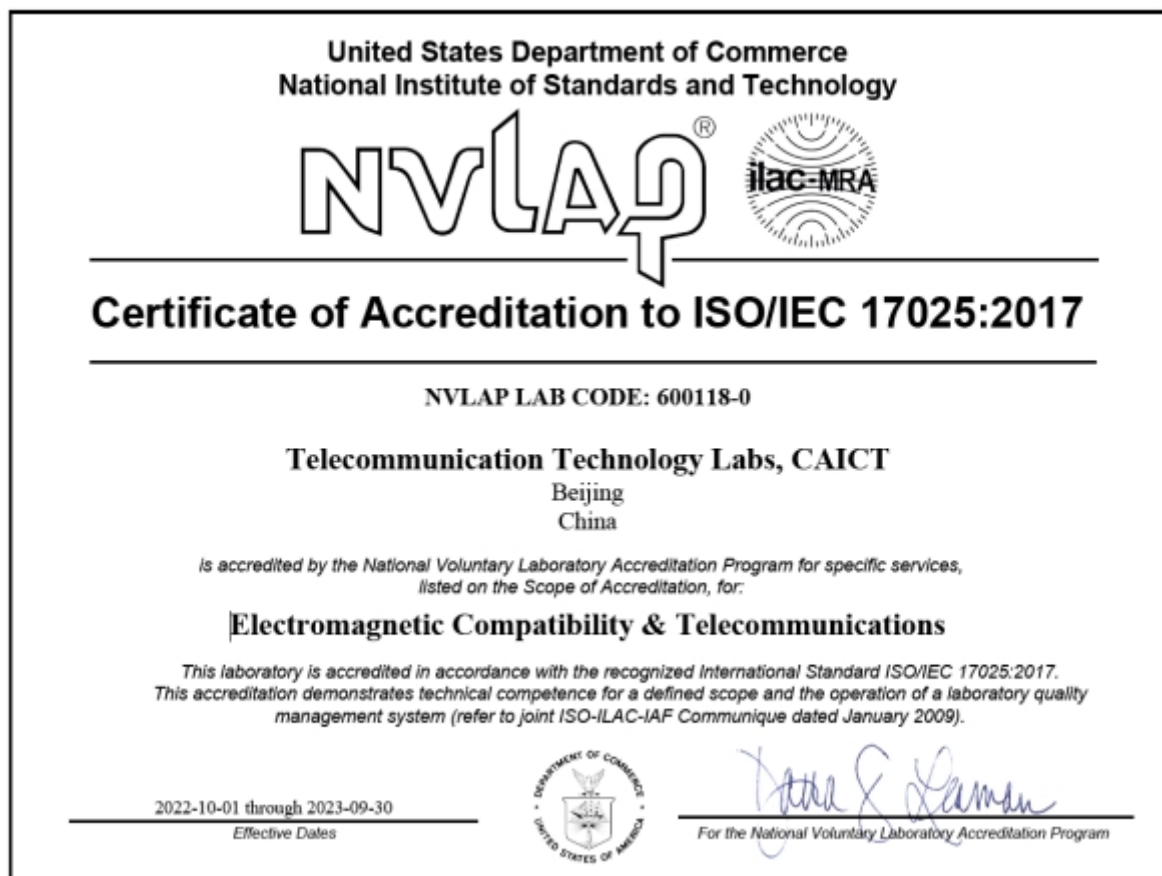 United States Department of Commerce
National Institute of Standards and Technology
NVLAP®
ilac-MRA
Certificate of Accreditation to ISO/IEC 17025:2017
NVLAP LAB CODE: 600118-0
Telecommunication Technology Labs, CAICT
Beijing
China
is accredited by the National Voluntary Laboratory Accreditation Program for specific services,
listed on the Scope of Accreditation, for:
Electromagnetic Compatibility & Telecommunications
This laboratory is accredited in accordance with the recognized International Standard ISO/IEC 17025:2017.
This accreditation demonstrates technical competence for a defined scope and the operation of a laboratory quality
management system (refer to joint ISO-ILAC-IAF Communique dated January 2009).
2022-10-01 through 2023-09-30
Effective Dates
DEPARTMENT OF COMMERCE
UNITED STATES OF AMERICA
For the National Voluntary Laboratory Accreditation Program